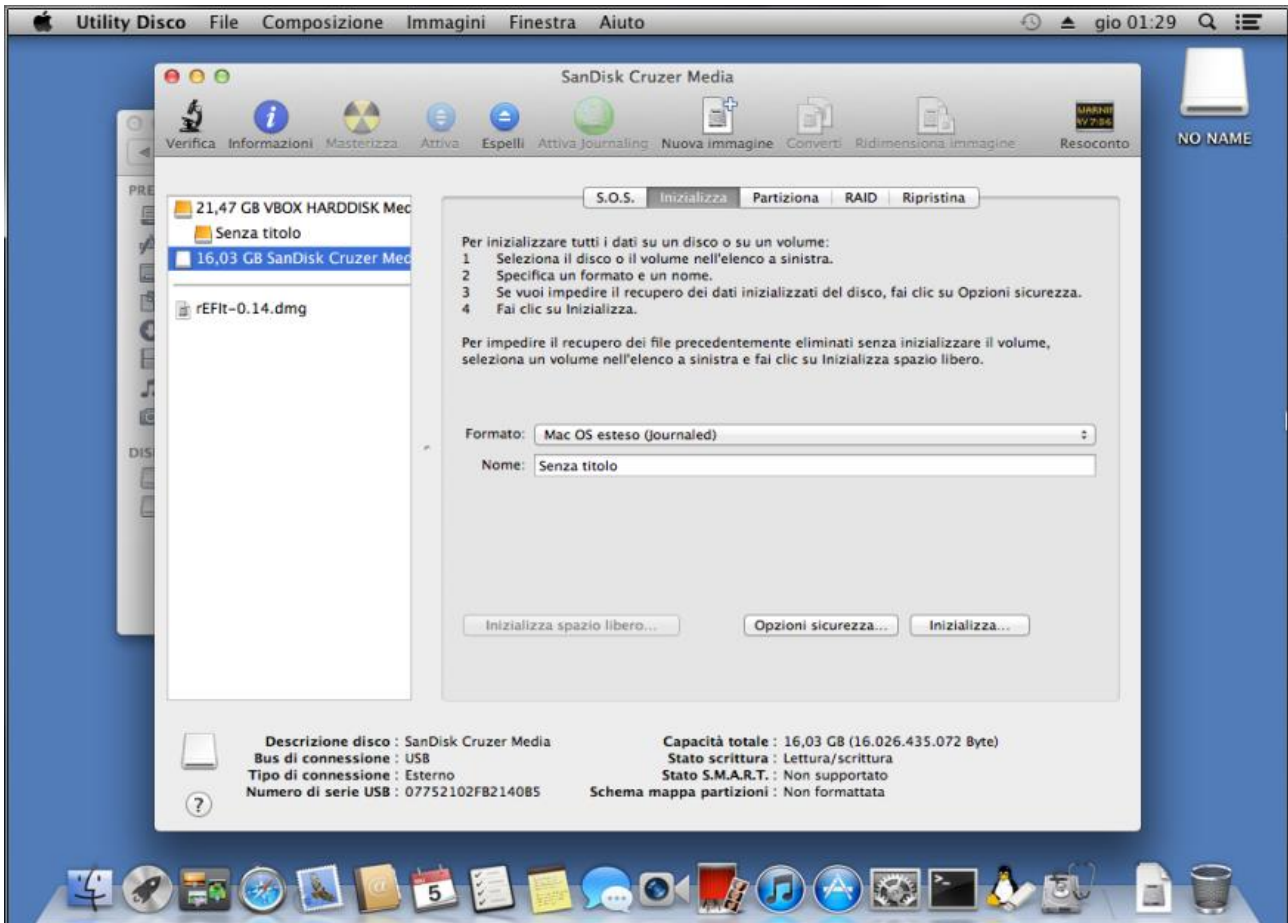 Utility Disco File Composizione Immagini Finestra Aiuto gio 01:29
SanDisk Cruzer Media
NO NAME
Verifica Informazioni Masterizza Attiva Espelli Attiva Journaling Nuova immagine Converti Ridimensiona immagine Resoconto
WARNI
W 7:86
PRE
21,47 GB VBOX HARDDISK Med
Senza titolo
16,03 GB SanDisk Cruzer Med
rEFIt-0.14.dmg
DIS
S.O.S. Inizializza Partiziona RAID Ripristina
Per inizializzare tutti i dati su un disco o su un volume:
1 Seleziona il disco o il volume nell'elenco a sinistra.
2 Specifica un formato e un nome.
3 Se vuoi impedire il recupero dei dati inizializzati del disco, fai clic su Opzioni sicurezza.
4 Fai clic su Inizializza.
Per impedire il recupero dei file precedentemente eliminati senza inizializzare il volume,
seleziona un volume nell'elenco a sinistra e fai clic su Inizializza spazio libero.
Formato: Mac OS esteso (Journaled)
Nome: Senza titolo
Inizializza spazio libero... Opzioni sicurezza... Inizializza...
Descrizione disco : SanDisk Cruzer Media
Bus di connessione : USB
Tipo di connessione : Esterno
Numero di serie USB : 07752102FB2140B5
Capacità totale : 16,03 GB (16.026.435.072 Byte)
Stato scrittura : Lettura/scrittura
Stato S.M.A.R.T. : Non supportato
Schema mappa partizioni : Non formattata
?
5